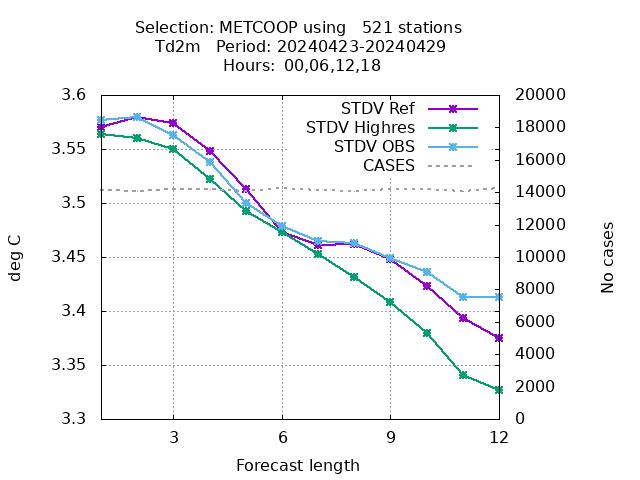 Selection: METCOOP using   521 stations
Td2m   Period: 20240423-20240429
Hours:  00,06,12,18
STDV Ref
STDV Highres
STDV OBS
CASES
deg C
3.6
3.55
3.5
3.45
3.4
3.35
3.3
20000
18000
16000
14000
12000
10000
8000
6000
4000
2000
0
No cases
3
6
9
12
Forecast length